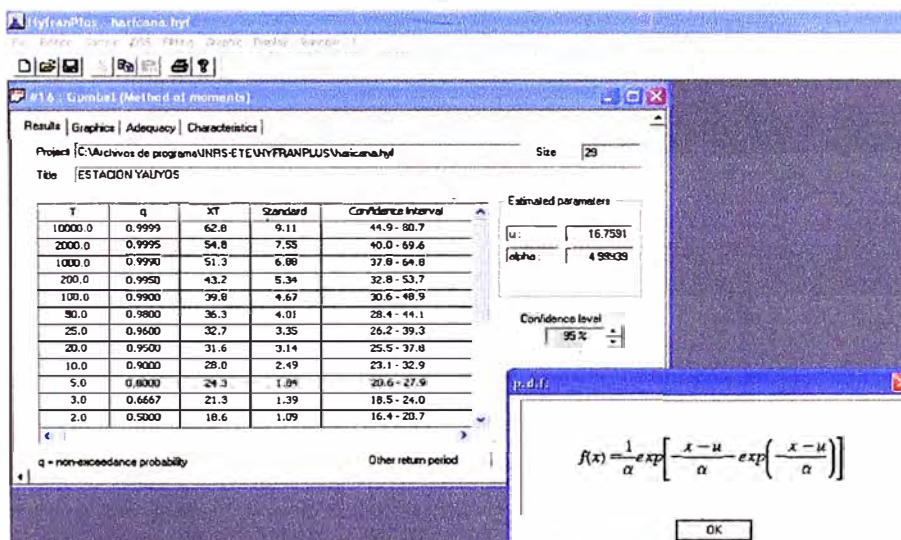 HyfranPlus - haricana.hyf
#16 : Gumbel (Method of moments)
Results Graphics Adequacy Characteristics
Project C:\Archivos de programa\INRS-ETE\HYFRANPLUS\haricana.hyf Size 29
Title ESTACION YAUYOS
T q XT Standard Confidence Interval
10000.0 0.9999 62.8 9.11 44.9 - 80.7
2000.0 0.9995 54.8 7.55 40.0 - 69.6
1000.0 0.9990 51.3 6.88 37.8 - 64.8
200.0 0.9950 43.2 5.34 32.8 - 53.7
100.0 0.9900 39.8 4.67 30.6 - 48.9
50.0 0.9800 36.3 4.01 28.4 - 44.1
25.0 0.9600 32.7 3.35 26.2 - 39.3
20.0 0.9500 31.6 3.14 25.5 - 37.8
10.0 0.9000 28.0 2.49 23.1 - 32.9
5.0 0.8000 24.3 1.84 20.6 - 27.9
3.0 0.6667 21.3 1.39 18.5 - 24.0
2.0 0.5000 18.6 1.09 16.4 - 20.7
Estimated parameters
u : 16.7591
alpha :
Confidence level
95 %
q = non-exceedance probability Other return period
p.d.f.
f(x) = 1/α exp[-x-u/α - exp(-x-u/α)]
OK